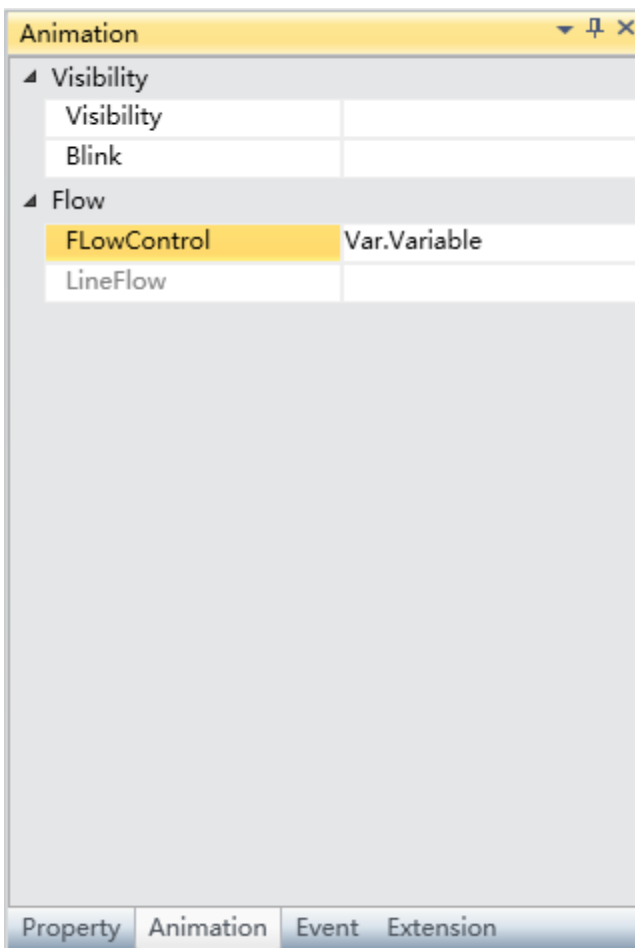 Animation
Visibility
Visibility
Blink
Flow
FLowControl Var.Variable
LineFlow
Property Animation Event Extension